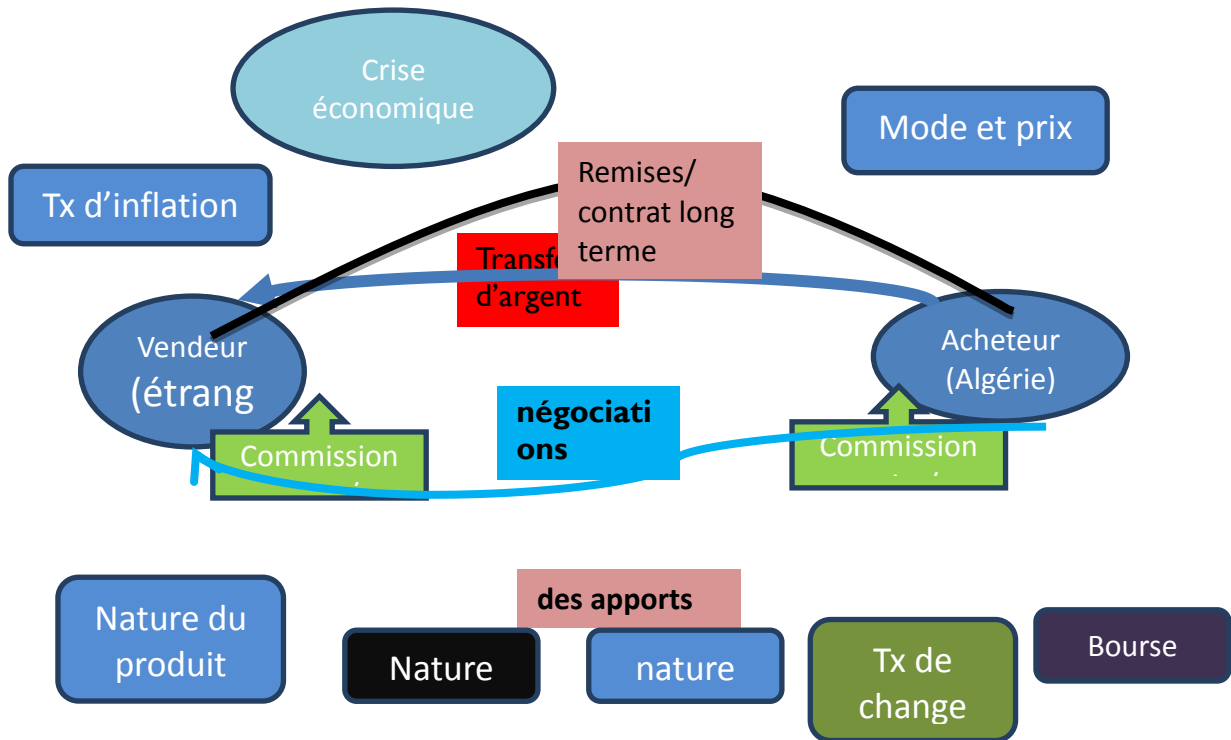 Crise
économique
Mode et prix
Tx d’inflation
Remises/
contrat long
terme
d’argent
Vendeur
(étrang
Acheteur
(Algérie)
négociati
ons
Commission
Commission
des apports
Nature du
produit
Nature
nature
Tx de
change
Bourse